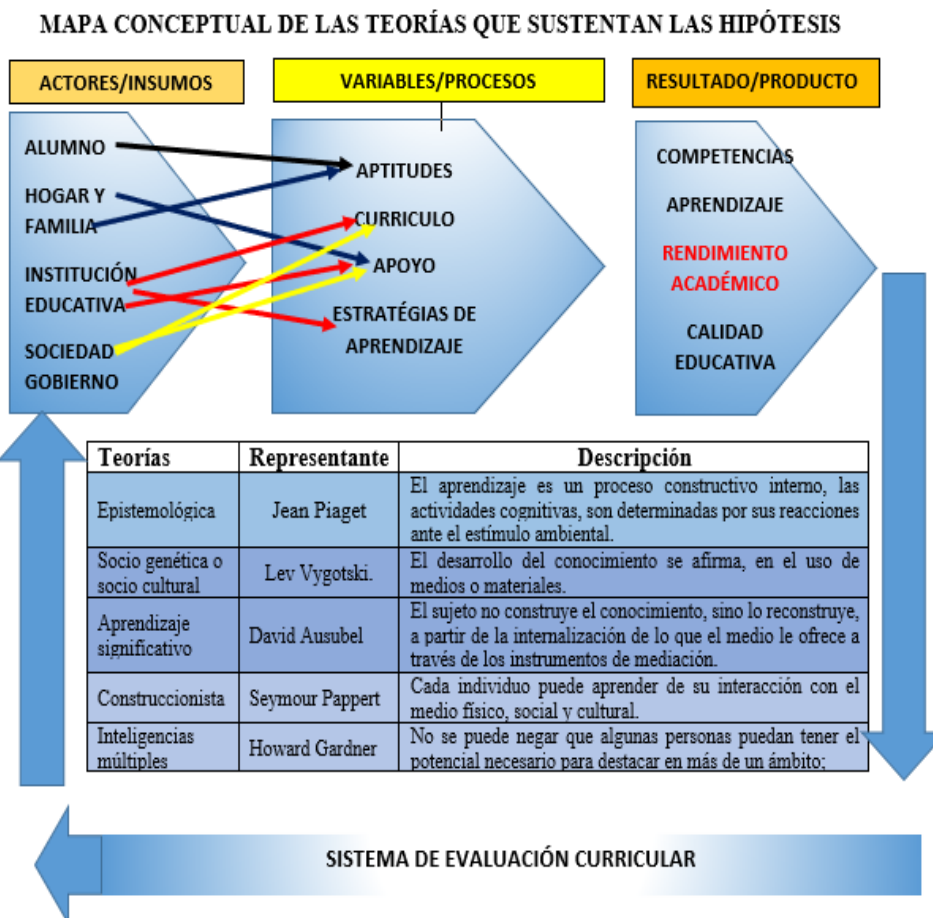 MAPA CONCEPTUAL DE LAS TEORÍAS QUE SUSTENTAN LAS HIPÓTESIS
ACTORES/INSUMOS
VARIABLES/PROCESOS
RESULTADO/PRODUCTO
ALUMNO
HOGAR Y
FAMILIA
INSTITUCIÓN
EDUCATIVA
SOCIEDAD
GOBIERNO
APTITUDES
CURRICULO
APOYO
ESTRATÉGIAS DE
APRENDIZAJE
COMPETENCIAS
APRENDIZAJE
RENDIMIENTO
ACADÉMICO
CALIDAD
EDUCATIVA
Teorías
Representante
Descripción
Epistemológica
Jean Piaget
El aprendizaje es un proceso constructivo interno, las
actividades cognitivas, son determinadas por sus reacciones
ante el estímulo ambiental.
Socio genética o
socio cultural
Lev Vygotski.
El desarrollo del conocimiento se afirma, en el uso de
medios o materiales.
Aprendizaje
significativo
David Ausubel
El sujeto no construye el conocimiento, sino lo reconstruye,
a partir de la internalización de lo que el medio le ofrece a
través de los instrumentos de mediación.
Construccionista
Seymour Pappert
Cada individuo puede aprender de su interacción con el
medio físico, social y cultural.
Inteligencias
múltiples
Howard Gardner
No se puede negar que algunas personas puedan tener el
potencial necesario para destacar en más de un ámbito;
SISTEMA DE EVALUACIÓN CURRICULAR